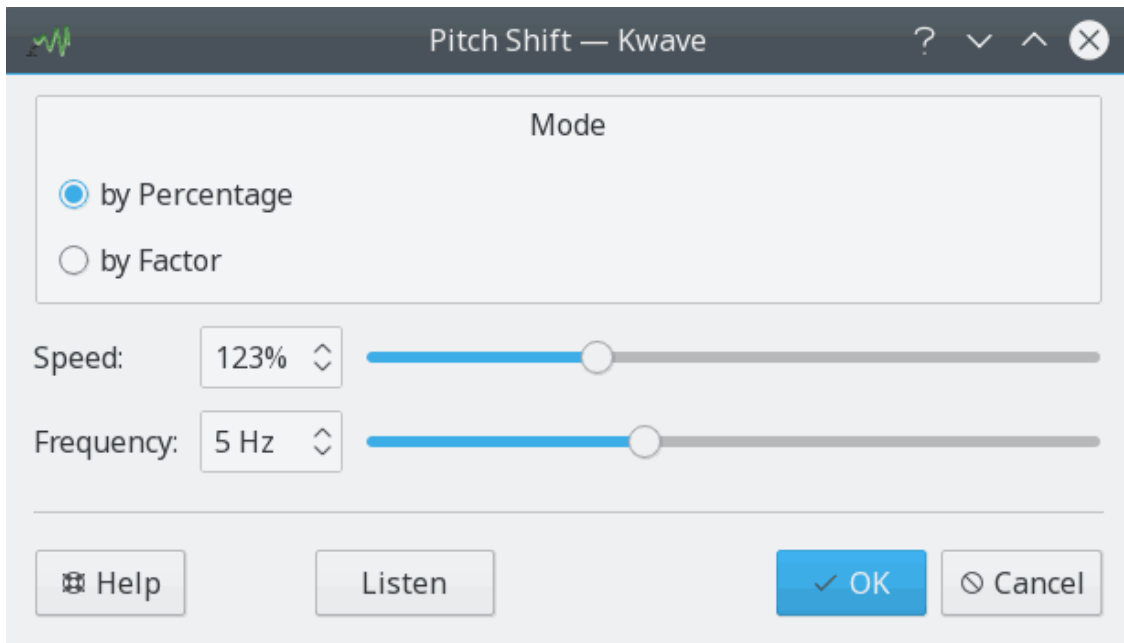 Pitch Shift — Kwave
Mode
by Percentage
by Factor
Speed: 123%
Frequency: 5 Hz
Help Listen OK Cancel